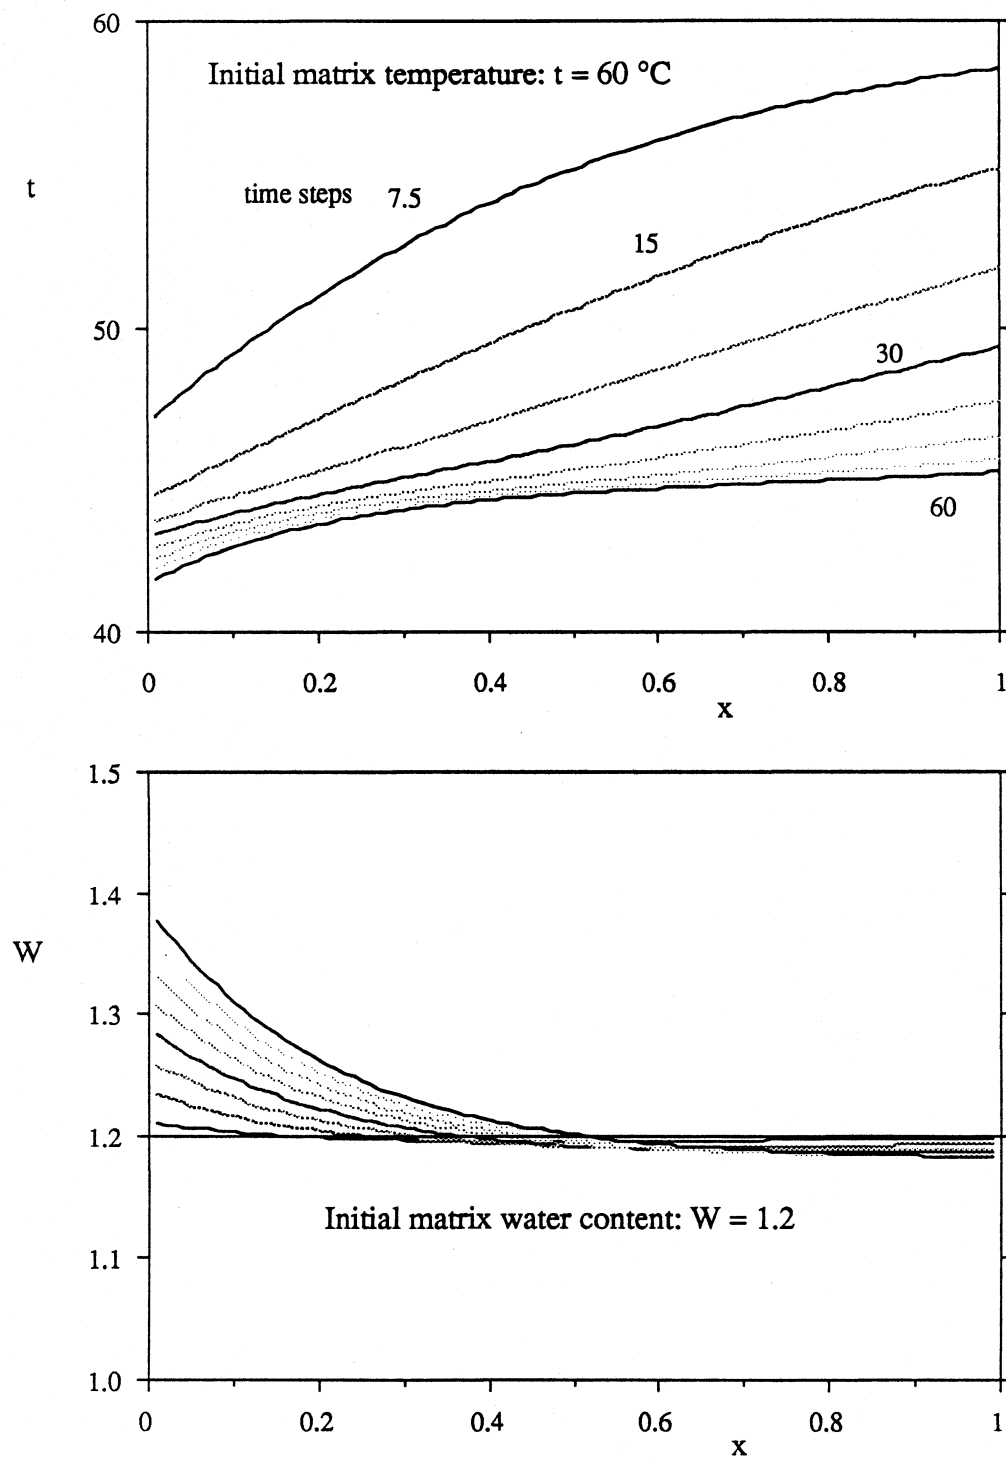 60
Initial matrix temperature: t = 60 °C
t
time steps 7.5
15
50
30
60
40
0 0.2 0.4 0.6 0.8 1
x
1.5
1.4
W
1.3
1.2
Initial matrix water content: W = 1.2
1.1
1.0
0 0.2 0.4 0.6 0.8 1
x